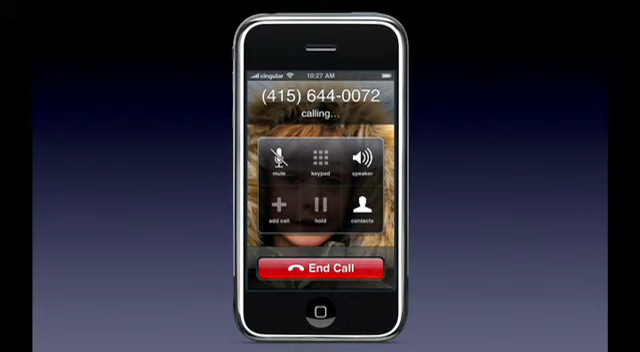 cingular 10:27 AM
(415) 644-0072
calling...
mute keypad speaker
add call hold contacts
End Call